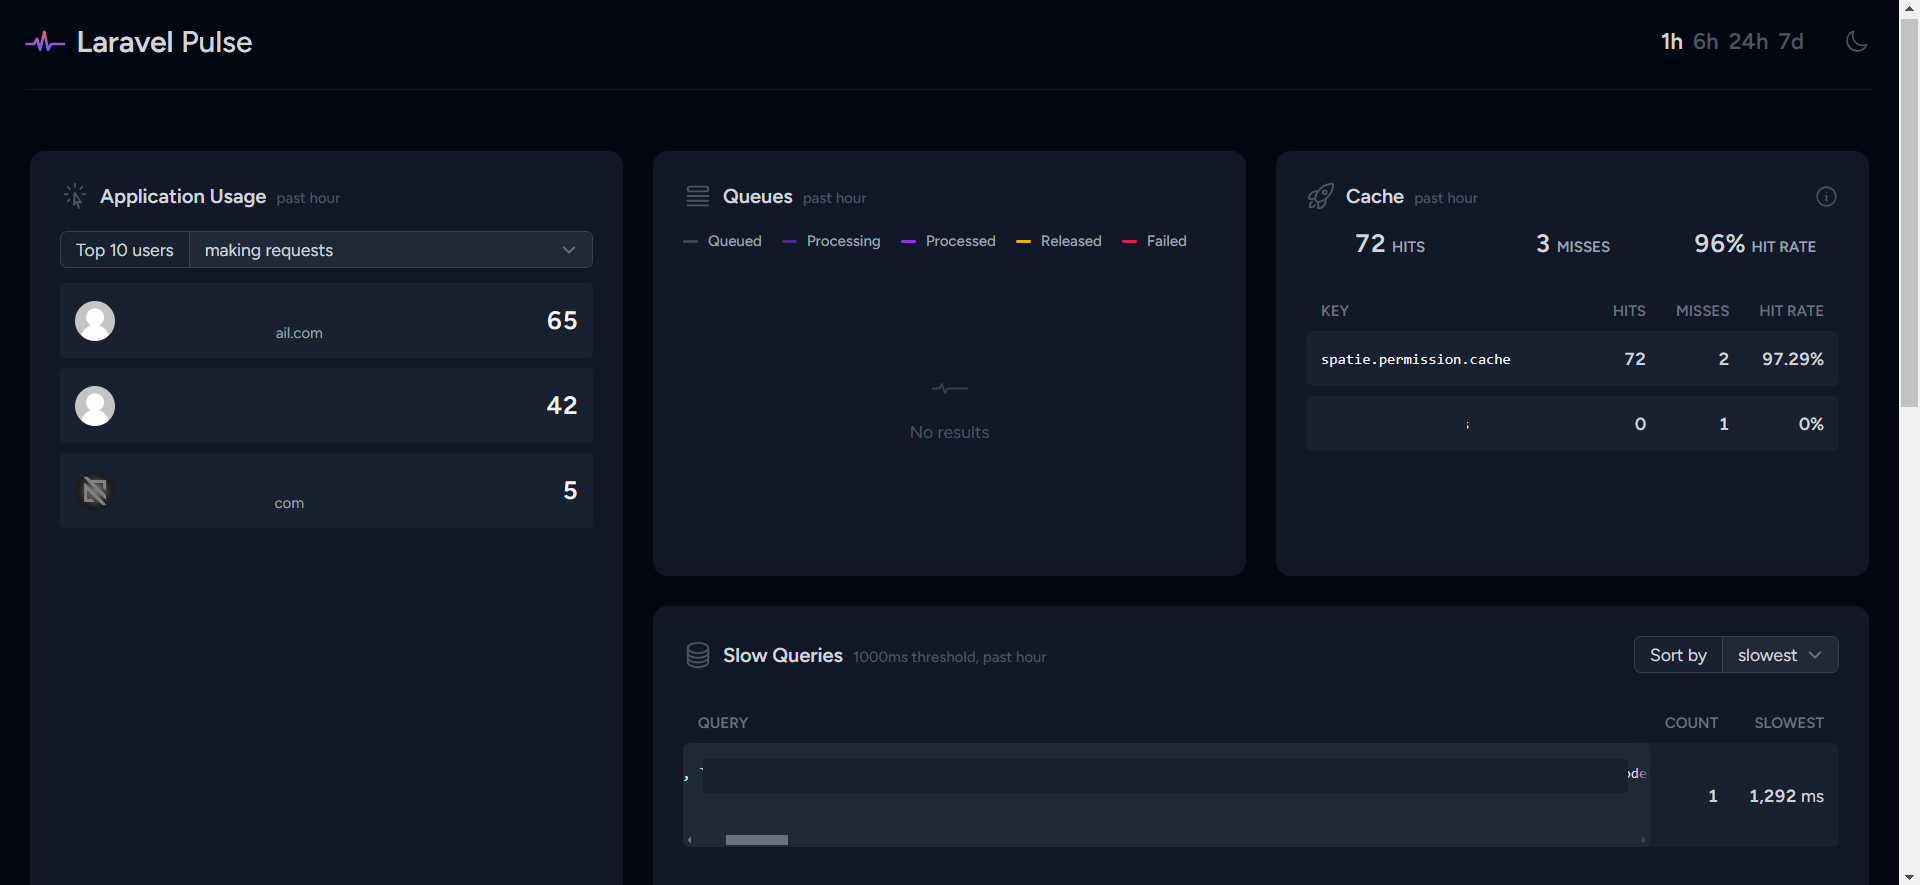 Laravel Pulse
1h 6h 24h 7d
Application Usage past hour
Top 10 users making requests
ail.com
65
42
com
5
Queues past hour
Queued Processing Processed Released Failed
No results
Cache past hour
72 HITS 3 MISSES 96% HIT RATE
KEY HITS MISSES HIT RATE
spatie.permission.cache 72 2 97.29%
s 0 1 0%
Slow Queries 1000ms threshold, past hour
Sort by slowest
QUERY COUNT SLOWEST
, ` ode
1 1,292 ms